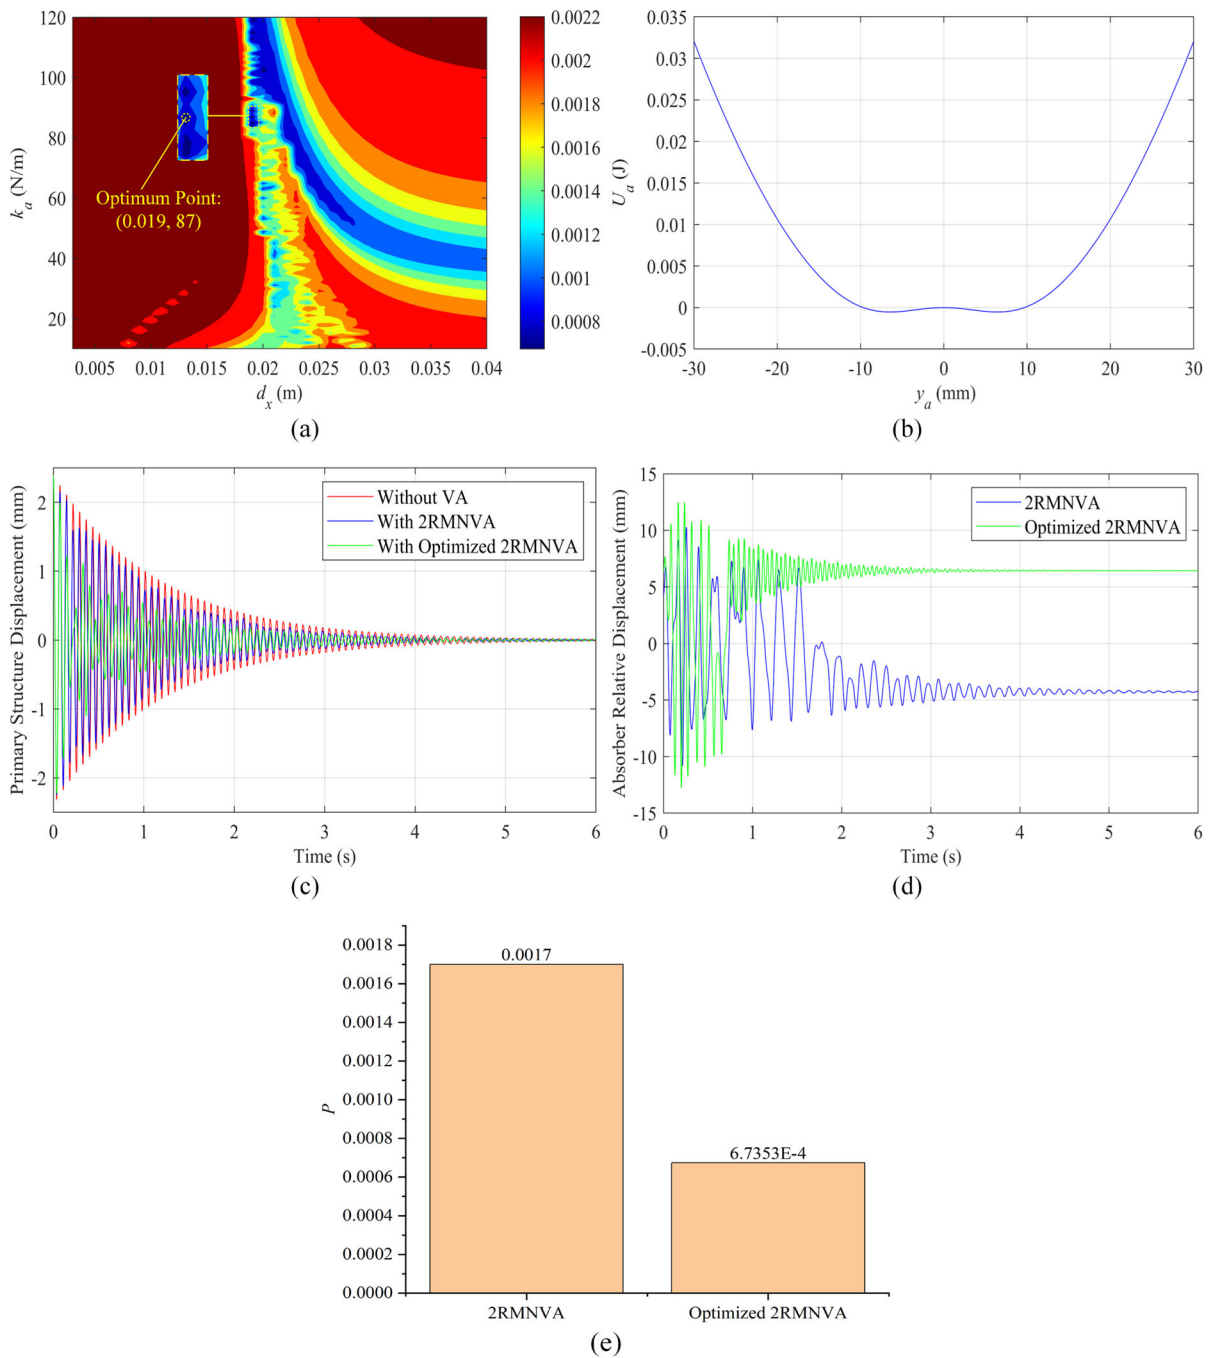 120
100
80
60
40
20
k_a (N/m)
Optimum Point:
(0.019, 87)
0.005 0.01 0.015 0.02 0.025 0.03 0.035 0.04
d_x (m)
0.0022
0.002
0.0018
0.0016
0.0014
0.0012
0.001
0.0008
(a)
0.035
0.03
0.025
0.02
0.015
0.01
0.005
0
-0.005
U_a (J)
-30 -20 -10 0 10 20 30
y_a (mm)
(b)
2
1
0
-1
-2
Primary Structure Displacement (mm)
Without VA
With 2RMNVA
With Optimized 2RMNVA
0 1 2 3 4 5 6
Time (s)
(c)
15
10
5
0
-5
-10
-15
Absorber Relative Displacement (mm)
2RMNVA
Optimized 2RMNVA
0 1 2 3 4 5 6
Time (s)
(d)
0.0018
0.0016
0.0014
0.0012
0.0010
0.0008
0.0006
0.0004
0.0002
0.0000
P
0.0017
6.7353E-4
2RMNVA Optimized 2RMNVA
(e)